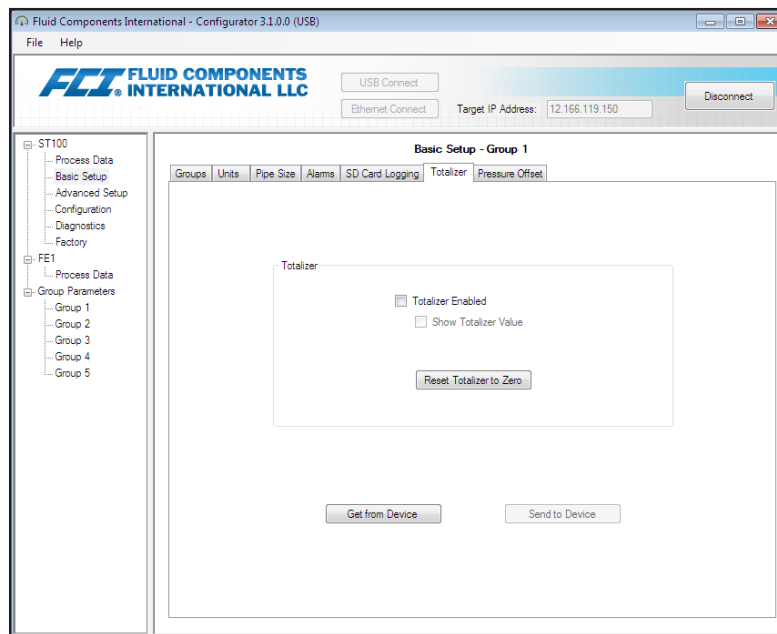 Fluid Components International - Configurator 3.1.0.0 (USB)
File Help
FCI® FLUID COMPONENTS
INTERNATIONAL LLC
USB Connect
Ethernet Connect
Target IP Address: 12.166.119.150
Disconnect
ST100
Process Data
Basic Setup
Advanced Setup
Configuration
Diagnostics
Factory
FE1
Process Data
Group Parameters
Group 1
Group 2
Group 3
Group 4
Group 5
Basic Setup - Group 1
Groups Units Pipe Size Alarms SD Card Logging Totalizer Pressure Offset
Totalizer
Totalizer Enabled
Show Totalizer Value
Reset Totalizer to Zero
Get from Device Send to Device